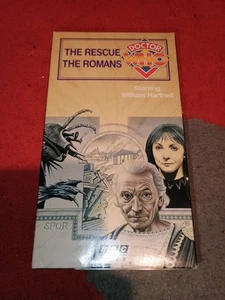 THE RESCUE
THE ROMANS
DOCTOR
WHO
Starring
William Hartnell
SPQR
BBC